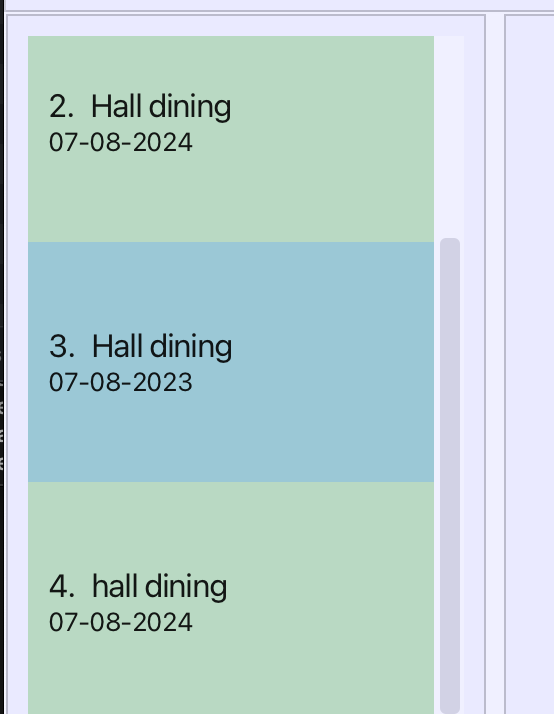 2. Hall dining
07-08-2024
3. Hall dining
07-08-2023
4. hall dining
07-08-2024